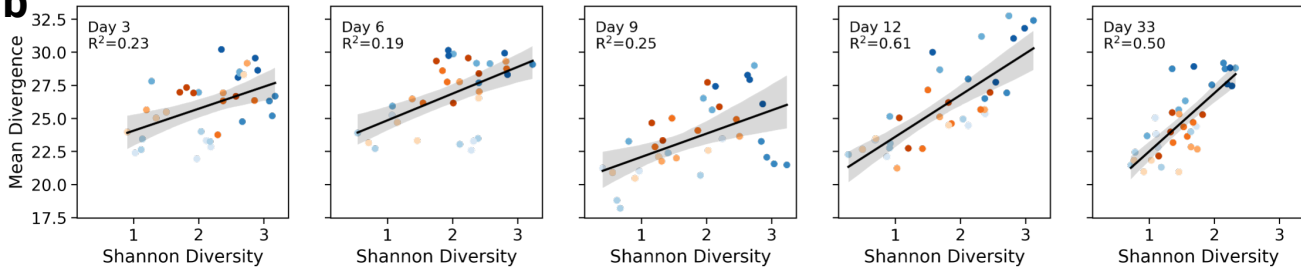 b
Day 3
R²=0.23
Day 6
R²=0.19
Day 9
R²=0.25
Day 12
R²=0.61
Day 33
R²=0.50
Mean Divergence
32.5
30.0
27.5
25.0
22.5
20.0
17.5
1 2 3
1 2 3
1 2 3
1 2 3
1 2 3
Shannon Diversity
Shannon Diversity
Shannon Diversity
Shannon Diversity
Shannon Diversity